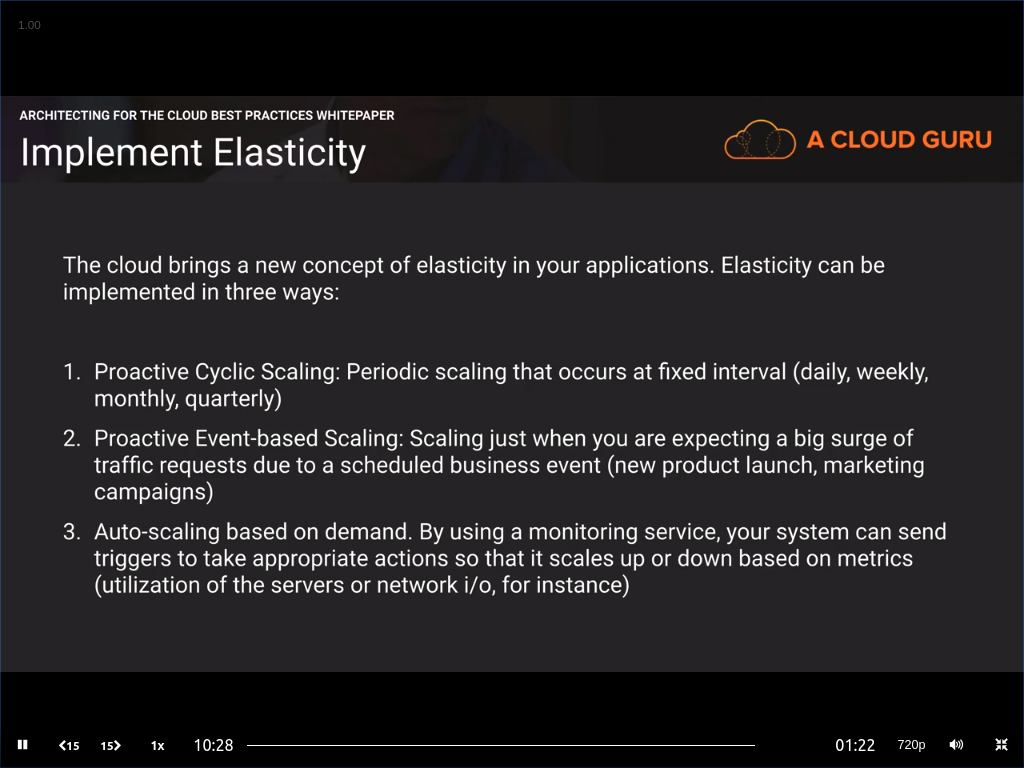 1.00
ARCHITECTING FOR THE CLOUD BEST PRACTICES WHITEPAPER
Implement Elasticity
A CLOUD GURU
The cloud brings a new concept of elasticity in your applications. Elasticity can be
implemented in three ways:
1. Proactive Cyclic Scaling: Periodic scaling that occurs at fixed interval (daily, weekly,
monthly, quarterly)
2. Proactive Event-based Scaling: Scaling just when you are expecting a big surge of
traffic requests due to a scheduled business event (new product launch, marketing
campaigns)
3. Auto-scaling based on demand. By using a monitoring service, your system can send
triggers to take appropriate actions so that it scales up or down based on metrics
(utilization of the servers or network i/o, for instance)
15 15 1x 10:28 01:22 720p